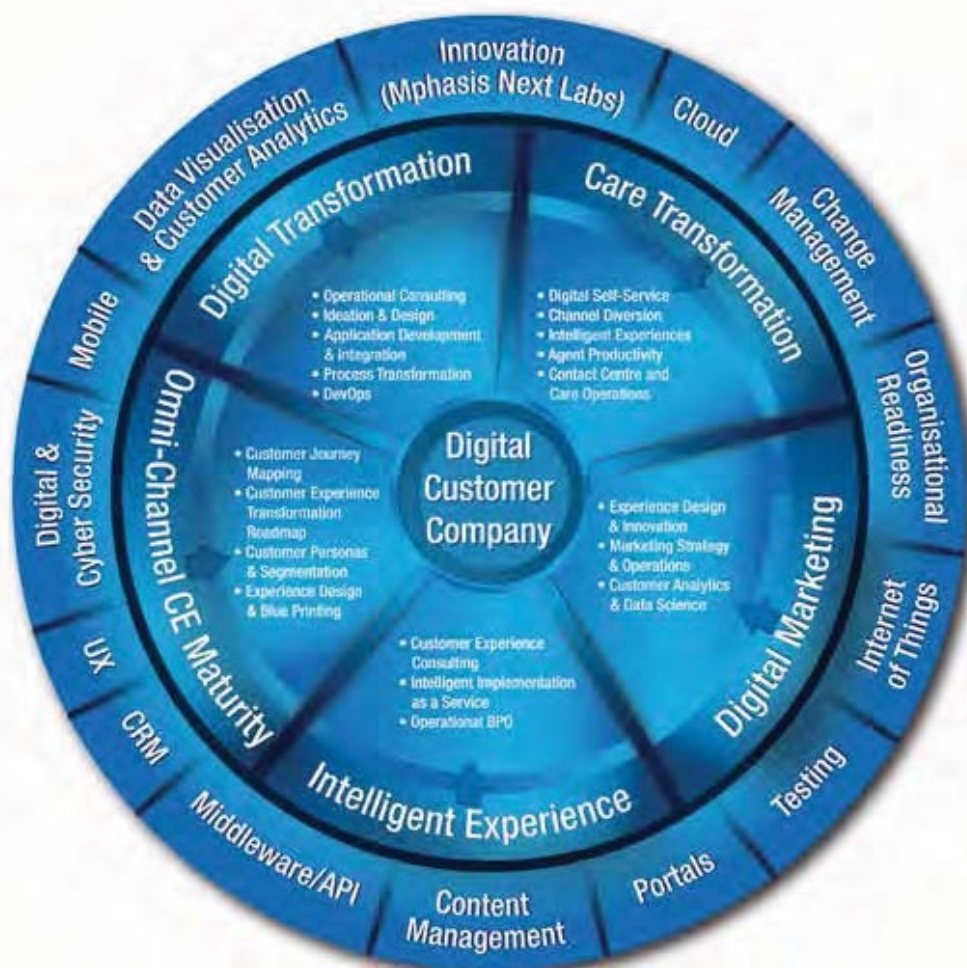 Innovation
(Mphasis Next Labs)
Cloud
Change
Management
Organisational
Readiness
Internet
of Things
Testing
Portals
Content
Management
Middleware/API
CRM
UX
Digital &
Cyber Security
Mobile
Data Visualisation
& Customer Analytics
Digital Transformation
• Operational Consulting
• Ideation & Design
• Application Development
& Integration
• Process Transformation
• DevOps
Care Transformation
• Digital Self-Service
• Channel Diversion
• Intelligent Experiences
• Agent Productivity
• Contact Centre and
Care Operations
Digital Marketing
• Experience Design
& Innovation
• Marketing Strategy
& Operations
• Customer Analytics
& Data Science
Intelligent Experience
• Customer Experience
Consulting
• Intelligent Implementation
as a Service
• Operational BPO
Omni-Channel CE Maturity
• Customer Journey
Mapping
• Customer Experience
Transformation
Roadmap
• Customer Personas
& Segmentation
• Experience Design
& Blue Printing
Digital
Customer
Company